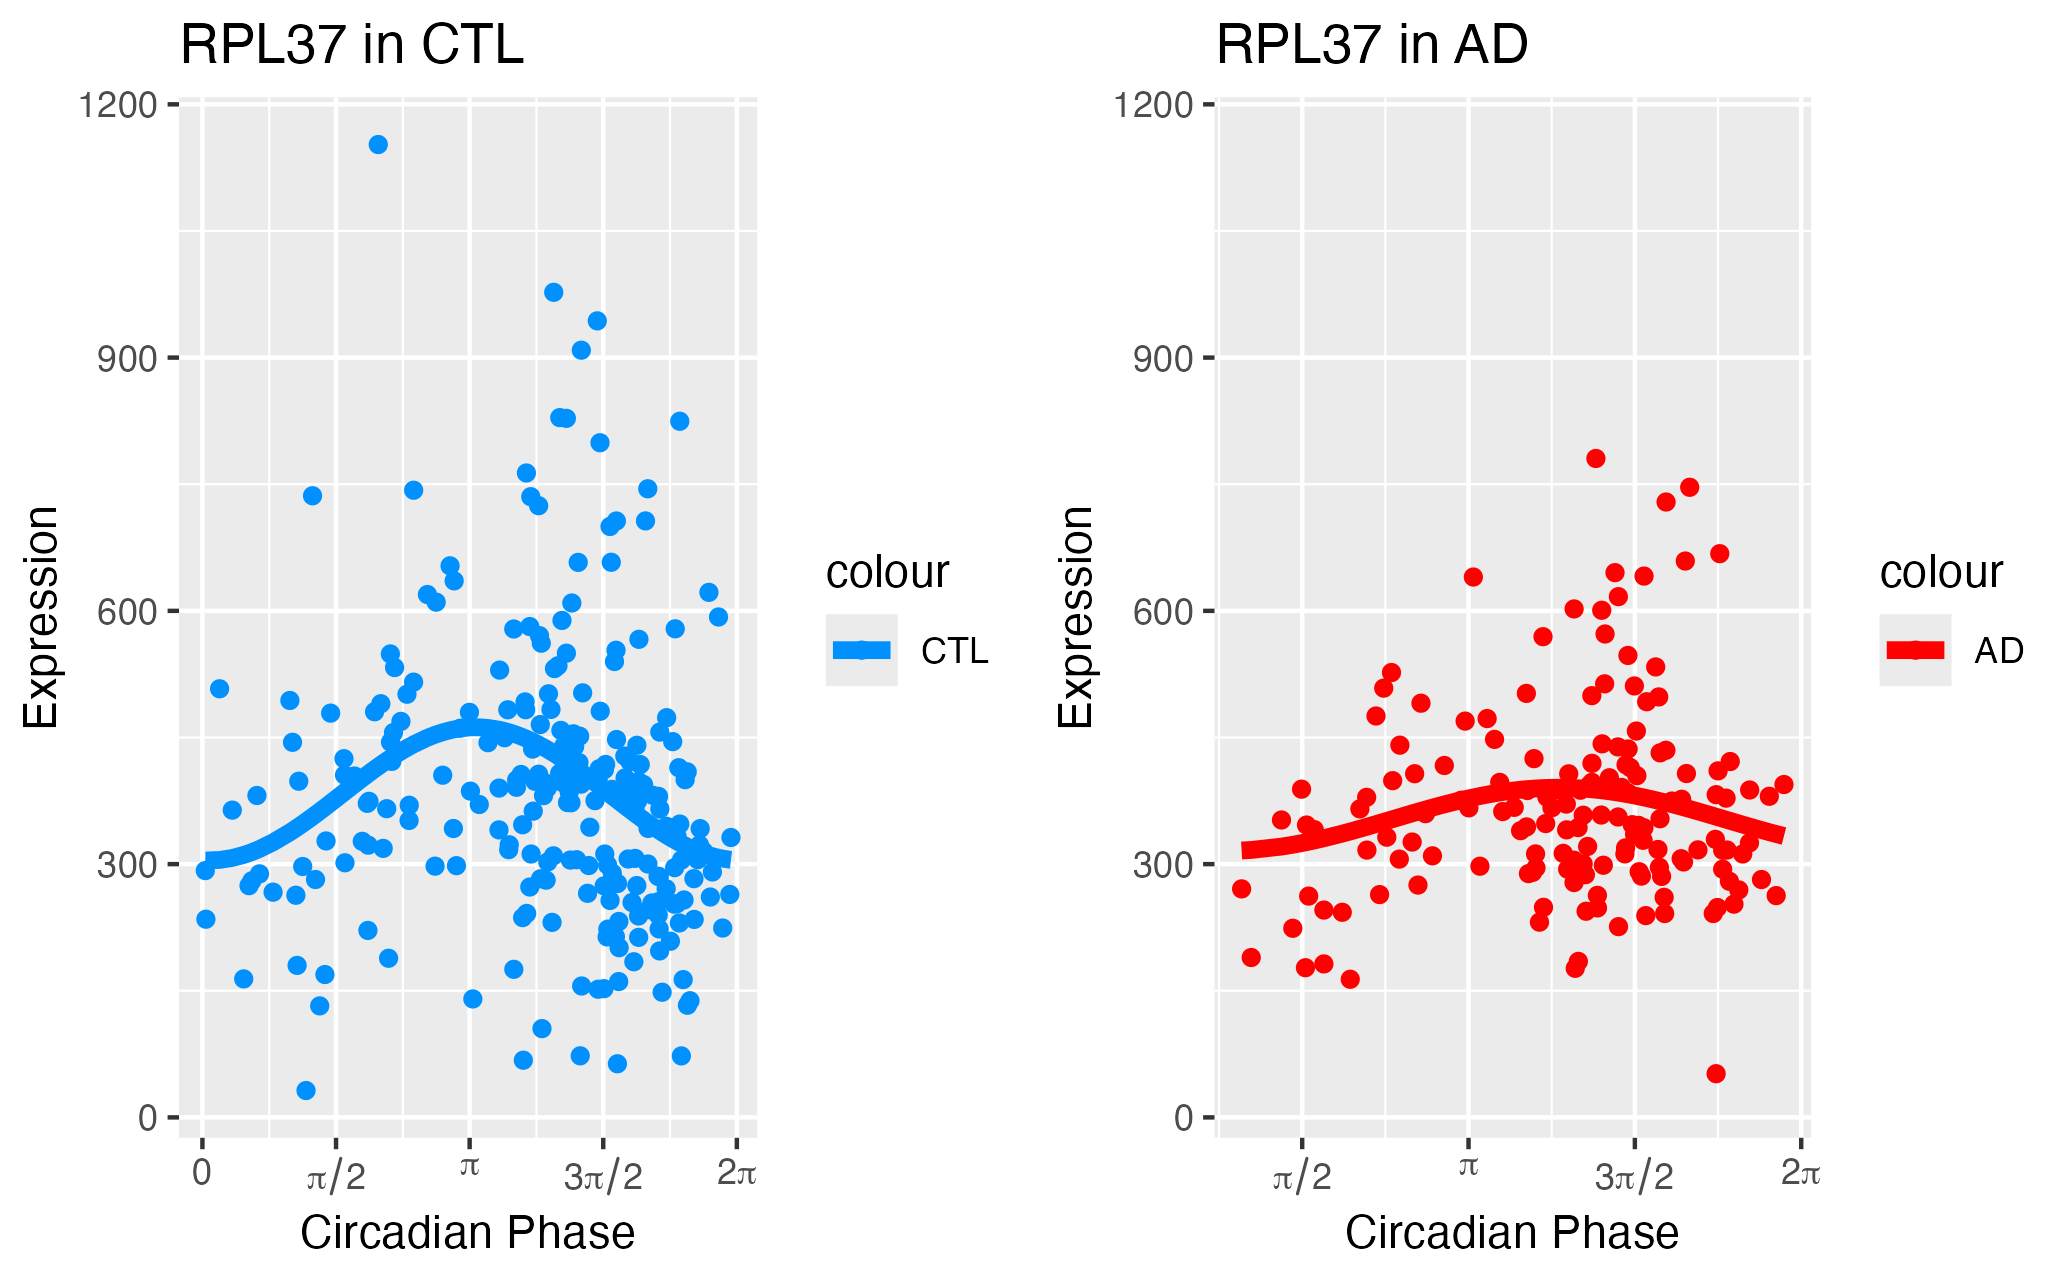 RPL37 in CTL
1200
900
600
300
0
Expression
0 π/2 π 3π/2 2π
Circadian Phase
colour
CTL
RPL37 in AD
1200
900
600
300
0
Expression
π/2 π 3π/2 2π
Circadian Phase
colour
AD